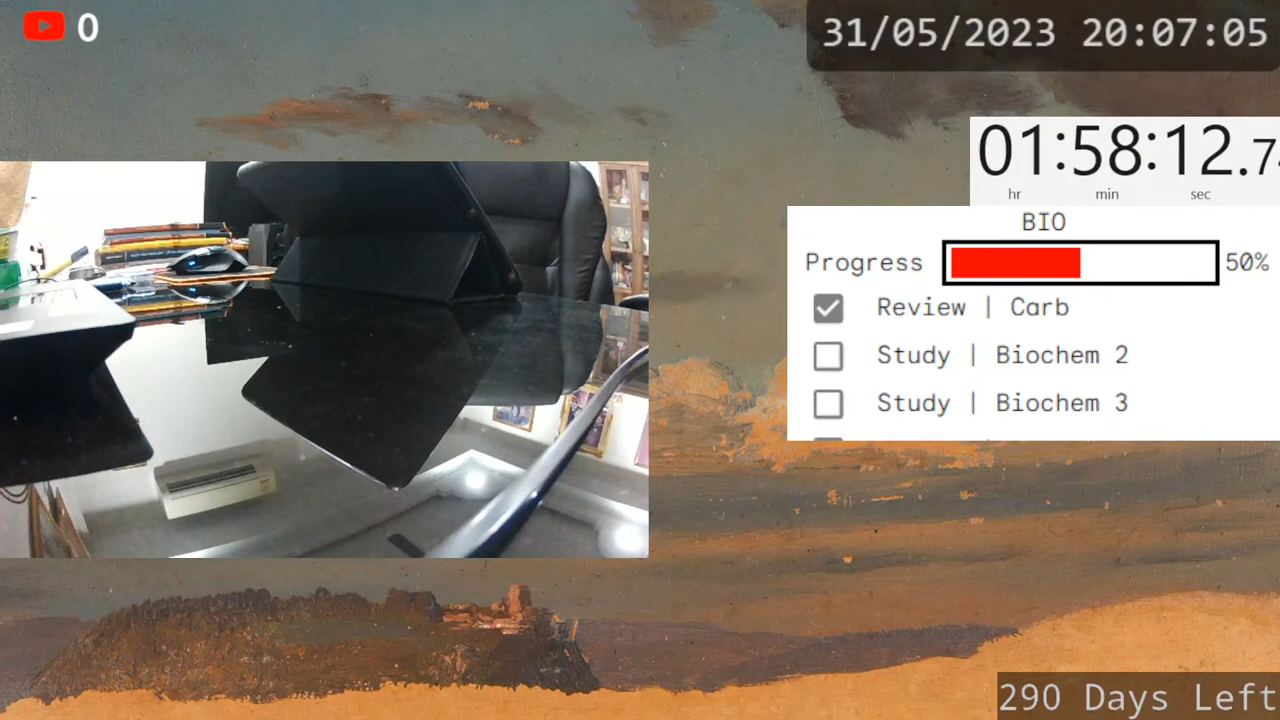 0
31/05/2023 20:07:05
01:58:12.7
hr min sec
BIO
Progress 50%
Review | Carb
Study | Biochem 2
Study | Biochem 3
290 Days Left